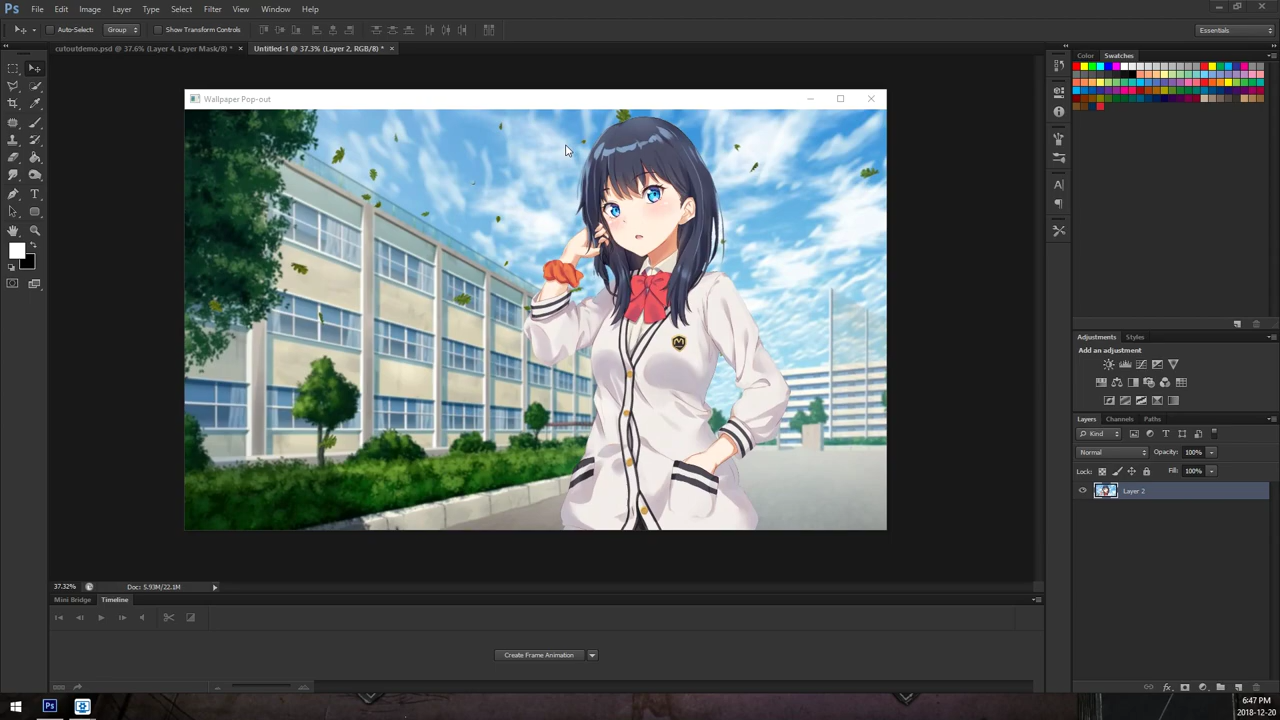 Ps File Edit Image Layer Type Select Filter View Window Help
Auto-Select: Group Show Transform Controls Essentials
cutoutdemo.psd @ 37.6% (Layer 4, Layer Mask/8) * × Untitled-1 @ 37.3% (Layer 2, RGB/8) * ×
Color Swatches
Wallpaper Pop-out
Adjustments Styles
Add an adjustment
Layers Channels Paths
Kind
Normal Opacity: 100%
Lock: Fill: 100%
Layer 2
37.32% Doc: 5.93M/22.1M
Mini Bridge Timeline
Create Frame Animation
Ps
6:47 PM
2018-12-20